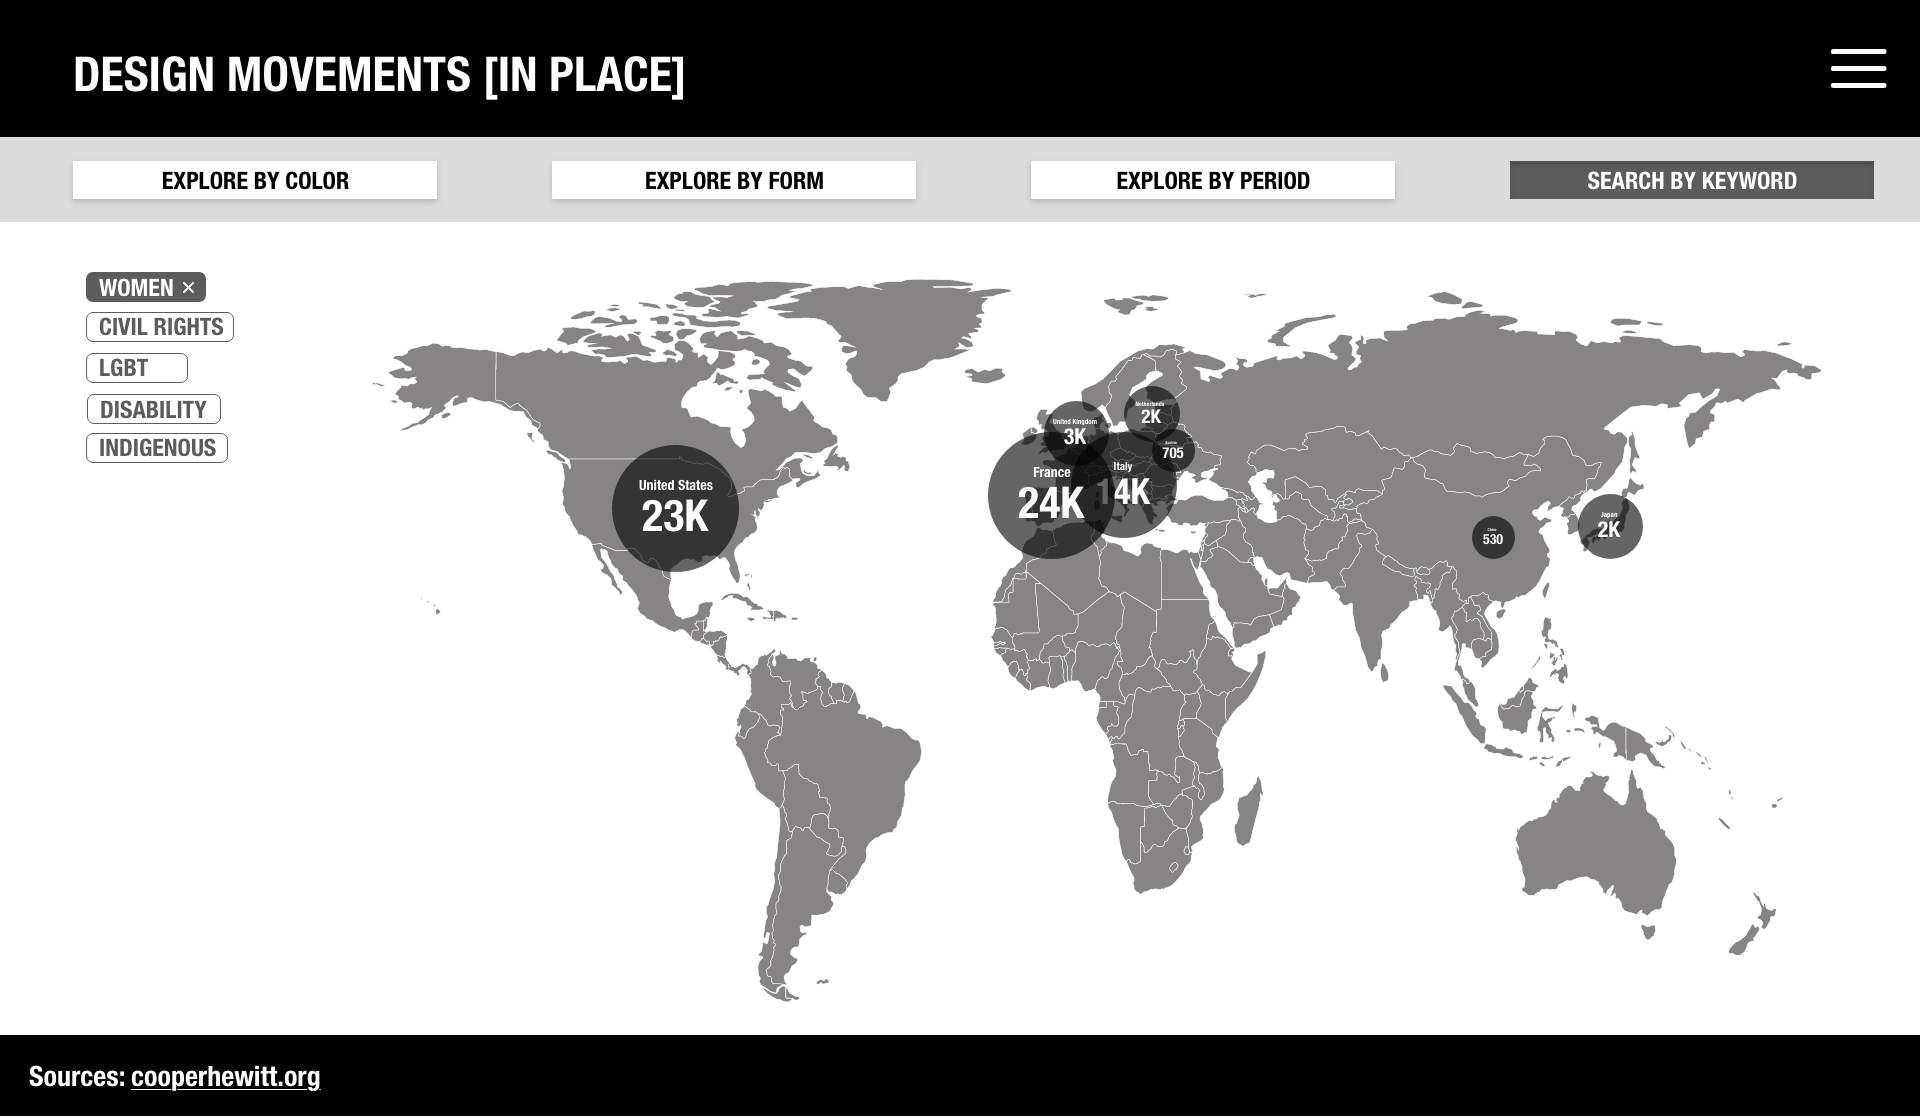 DESIGN MOVEMENTS [IN PLACE]
EXPLORE BY COLOR
EXPLORE BY FORM
EXPLORE BY PERIOD
SEARCH BY KEYWORD
WOMEN ×
CIVIL RIGHTS
LGBT
DISABILITY
INDIGENOUS
United States
23K
United Kingdom
3K
Netherlands
2K
Austria
705
France
24K
Italy
14K
China
530
Japan
2K
Sources: cooperhewitt.org